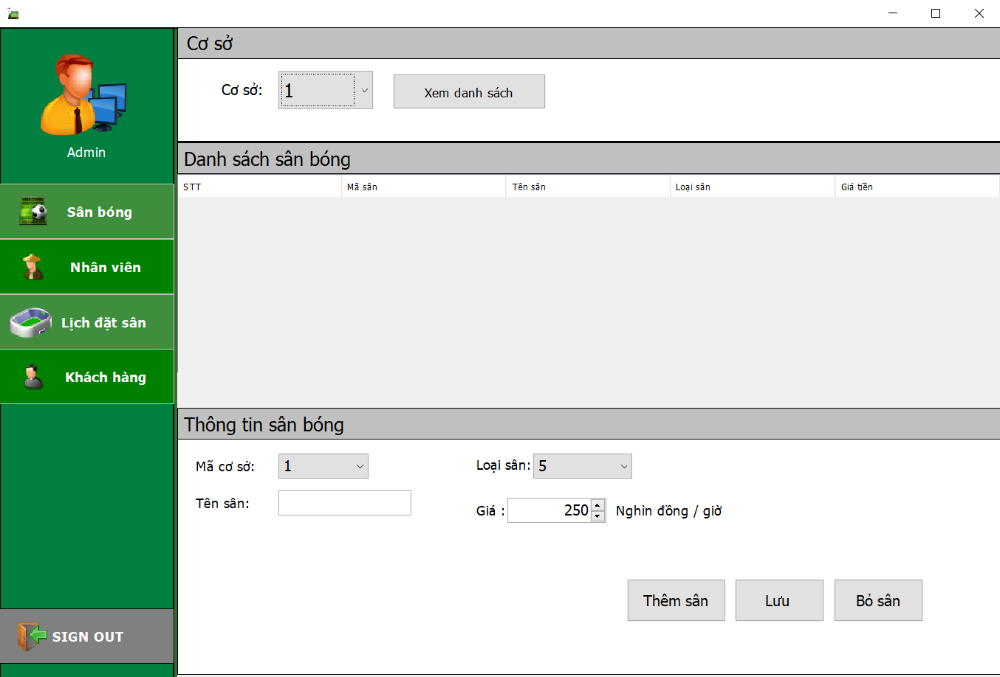 Cơ sở
Cơ sở: 1 Xem danh sách
Admin
Sân bóng
Nhân viên
Lịch đặt sân
Khách hàng
SIGN OUT
Danh sách sân bóng
STT Mã sân Tên sân Loại sân Giá tiền
Thông tin sân bóng
Mã cơ sở: 1 Loại sân: 5
Tên sân:
Giá : 250 Nghìn đồng / giờ
Thêm sân Lưu Bỏ sân